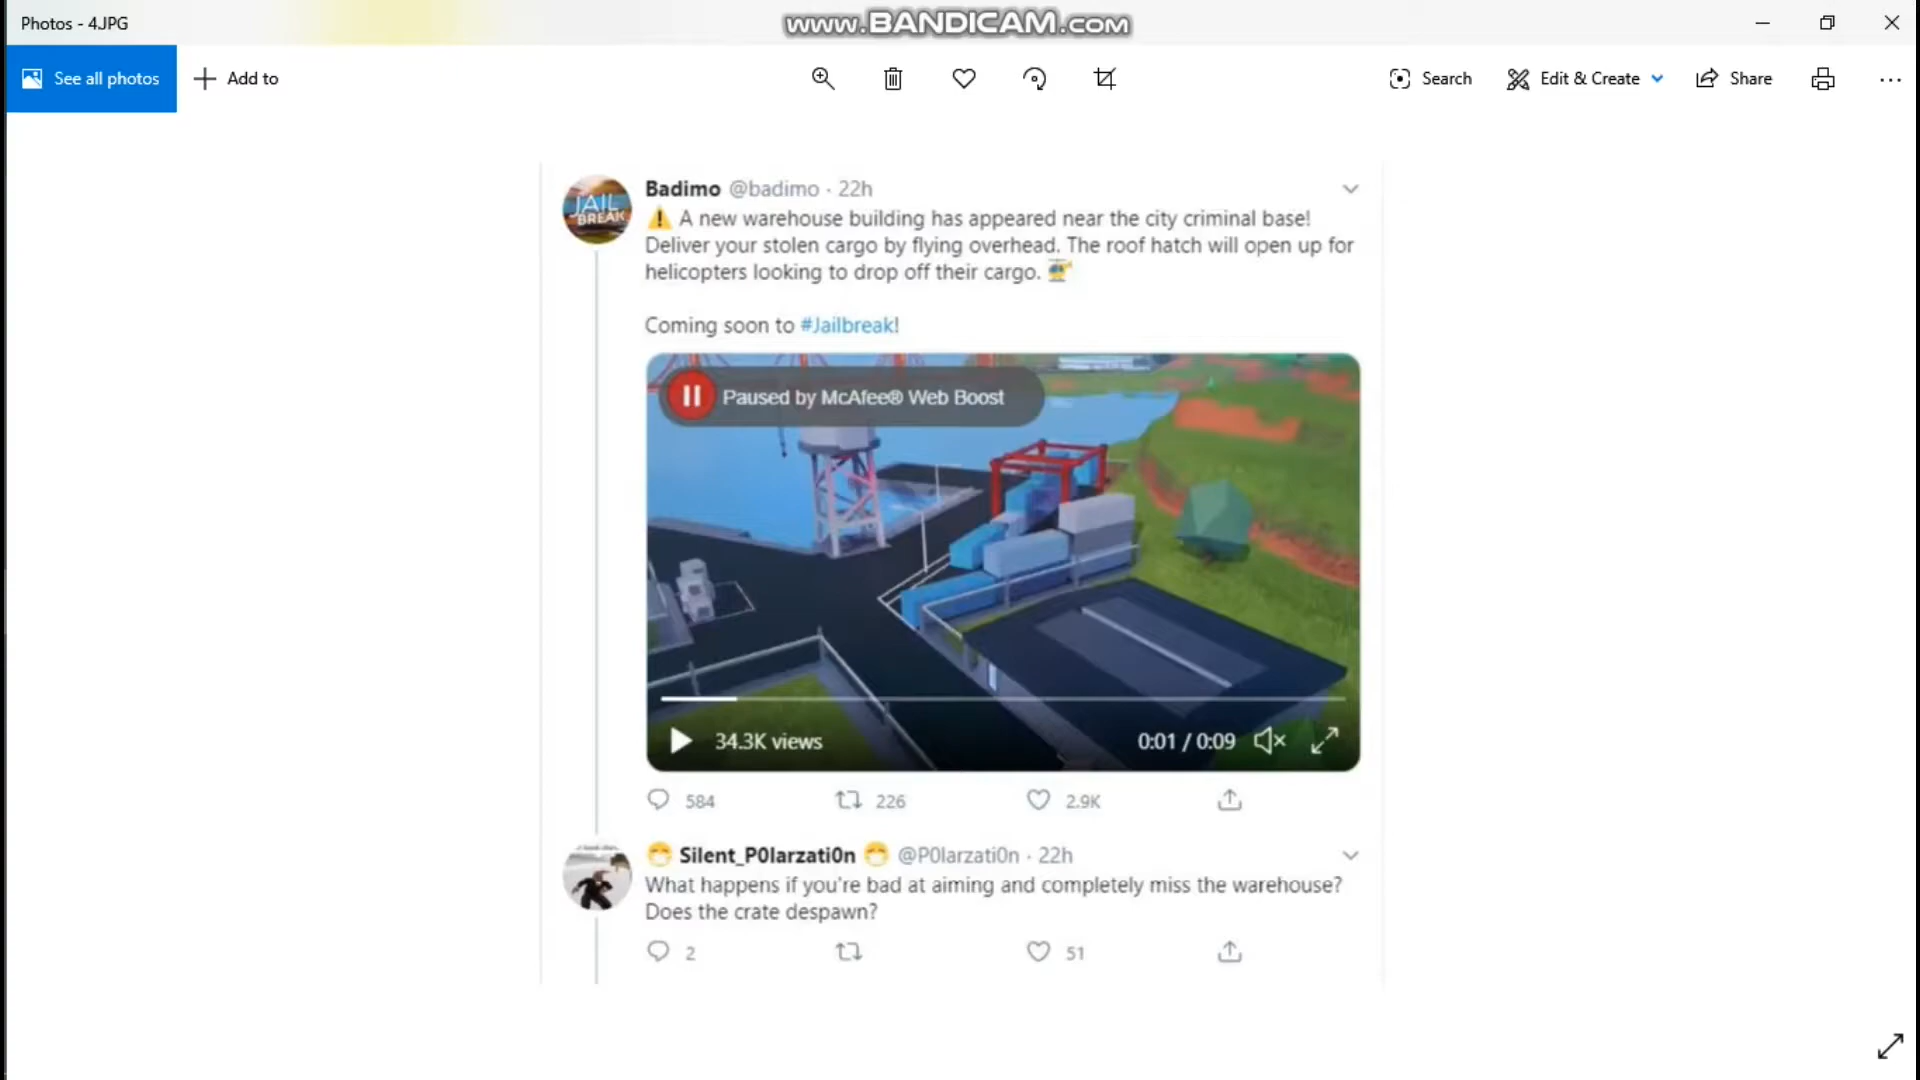 Photos - 4.JPG
www.BANDICAM.com
See all photos
Add to
Search
Edit & Create
Share
JAIL
BREAK
Badimo @badimo · 22h
⚠️ A new warehouse building has appeared near the city criminal base!
Deliver your stolen cargo by flying overhead. The roof hatch will open up for
helicopters looking to drop off their cargo. 🚁
Coming soon to #Jailbreak!
Paused by McAfee® Web Boost
34.3K views
0:01 / 0:09
584
226
2.9K
😷 Silent_P0larzati0n 😷 @P0larzati0n · 22h
What happens if you're bad at aiming and completely miss the warehouse?
Does the crate despawn?
2
51